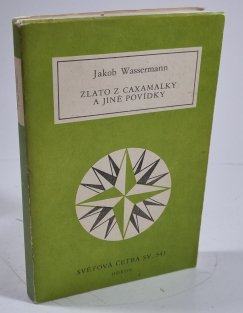 Jakob Wassermann
ZLATO Z CAXAMALKY
A JINÉ POVÍDKY
SVĚTOVÁ ČETBA SV. 541
ODEON